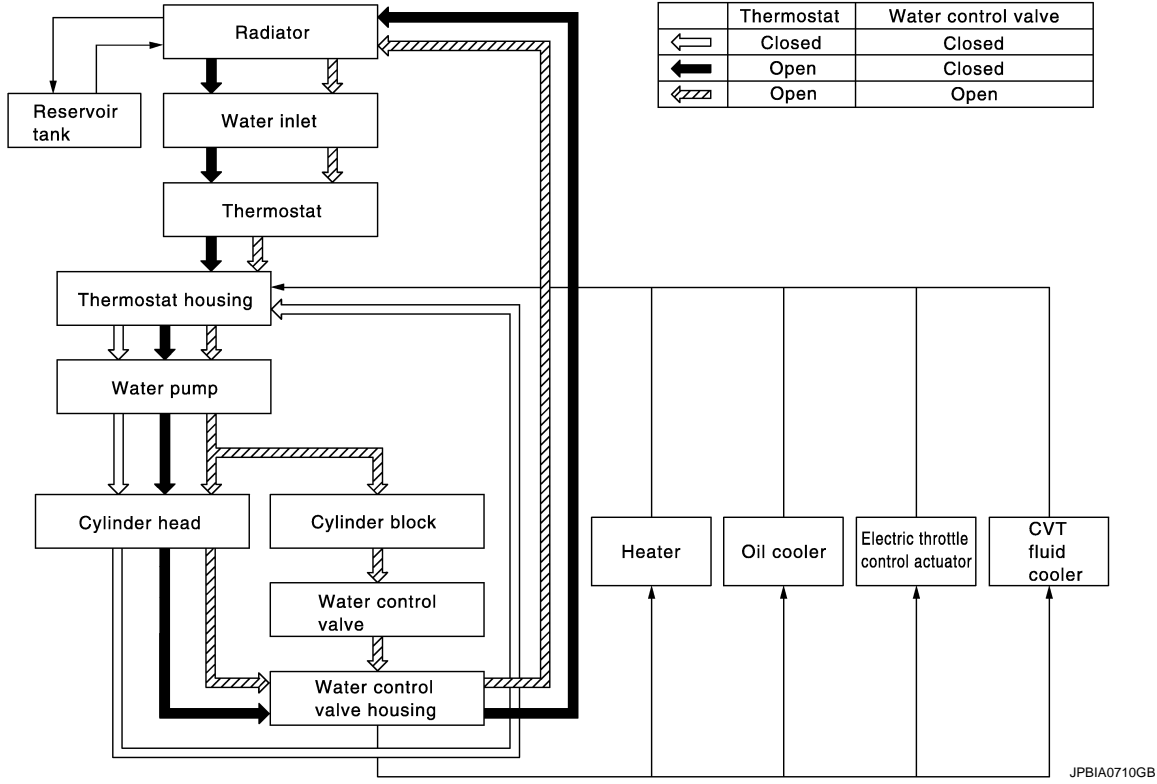 Thermostat Water control valve
Closed Closed
Open Closed
Open Open
Radiator
Reservoir
tank
Water inlet
Thermostat
Thermostat housing
Water pump
Cylinder head
Cylinder block
Water control
valve
Water control
valve housing
Heater
Oil cooler
Electric throttle
control actuator
CVT
fluid
cooler
JPBIA0710GB